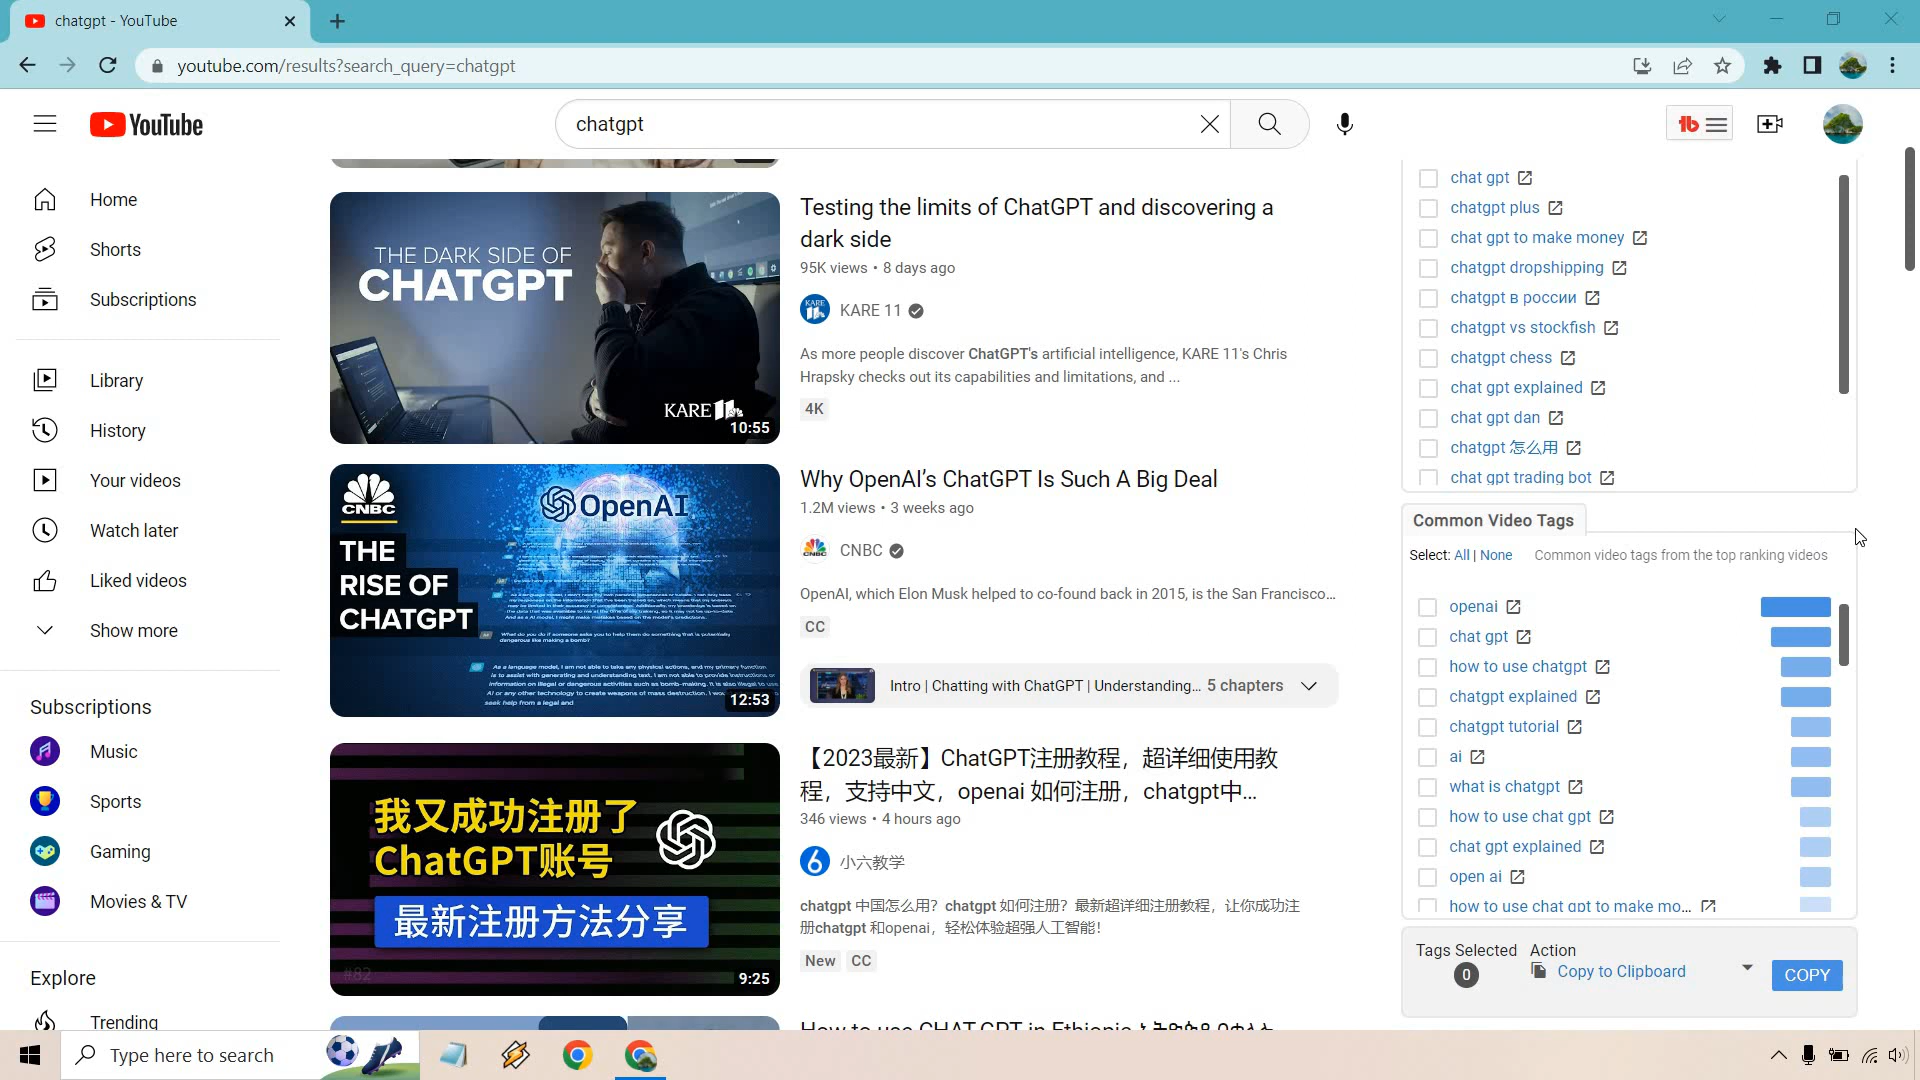 chatgpt - YouTube
youtube.com/results?search_query=chatgpt
YouTube
chatgpt
Home
Shorts
Subscriptions
Library
History
Your videos
Watch later
Liked videos
Show more
Subscriptions
Music
Sports
Gaming
Movies & TV
Explore
Trending
THE DARK SIDE OF
CHATGPT
KARE 11
10:55
Testing the limits of ChatGPT and discovering a
dark side
95K views • 8 days ago
KARE 11
KARE 11
As more people discover ChatGPT's artificial intelligence, KARE 11's Chris
Hrapsky checks out its capabilities and limitations, and ...
4K
CNBC
OpenAI
THE
RISE OF
CHATGPT
12:53
Why OpenAI’s ChatGPT Is Such A Big Deal
1.2M views • 3 weeks ago
CNBC
CNBC
OpenAI, which Elon Musk helped to co-found back in 2015, is the San Francisco...
CC
Intro | Chatting with ChatGPT | Understanding... 5 chapters
我又成功注册了
ChatGPT账号
最新注册方法分享
#82
9:25
【2023最新】ChatGPT注册教程，超详细使用教
程，支持中文，openai 如何注册，chatgpt中...
346 views • 4 hours ago
6 小六教学
chatgpt 中国怎么用？chatgpt 如何注册？最新超详细注册教程，让你成功注
册chatgpt 和openai，轻松体验超强人工智能！
New CC
How to use CHAT GPT in Ethiopia
chat gpt
chatgpt plus
chat gpt to make money
chatgpt dropshipping
chatgpt в россии
chatgpt vs stockfish
chatgpt chess
chat gpt explained
chat gpt dan
chatgpt 怎么用
chat gpt trading bot
Common Video Tags
Select: All | None Common video tags from the top ranking videos
openai
chat gpt
how to use chatgpt
chatgpt explained
chatgpt tutorial
ai
what is chatgpt
how to use chat gpt
chat gpt explained
open ai
how to use chat gpt to make mo...
Tags Selected Action
0 Copy to Clipboard COPY
Type here to search